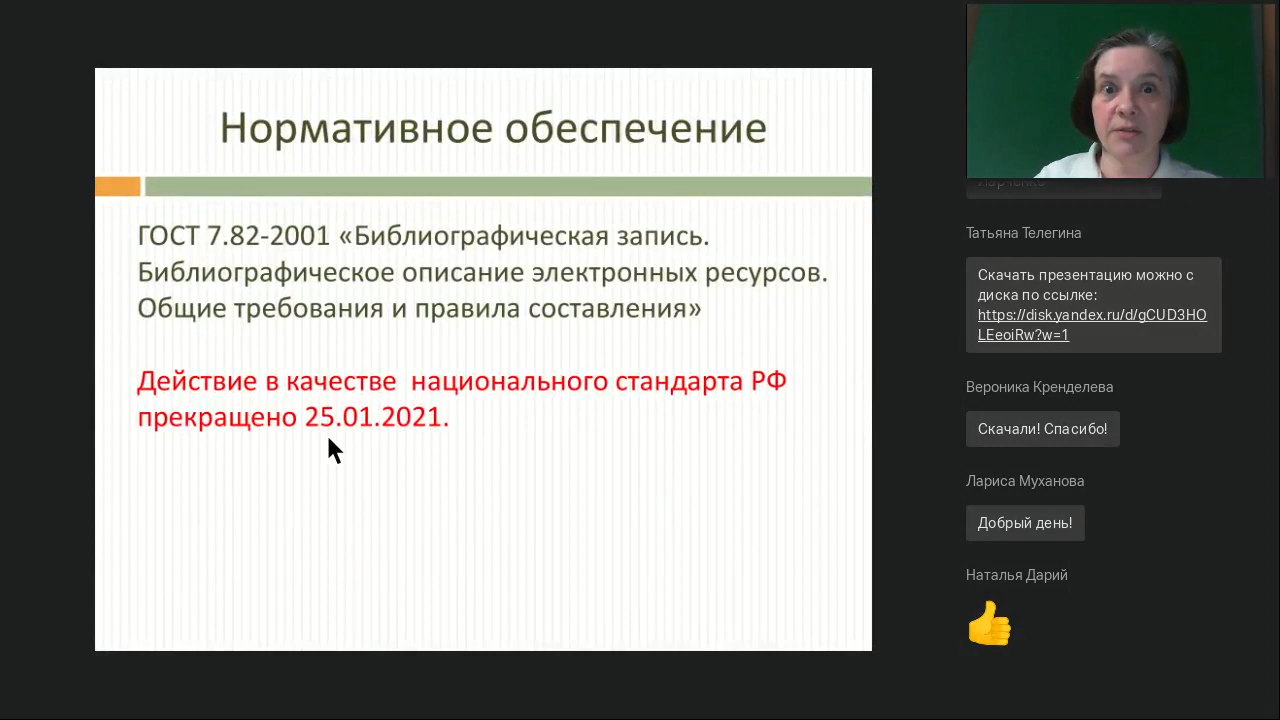 Нормативное обеспечение
ГОСТ 7.82-2001 «Библиографическая запись.
Библиографическое описание электронных ресурсов.
Общие требования и правила составления»
Действие в качестве  национального стандарта РФ
прекращено 25.01.2021.
Ларченко
Татьяна Телегина
Скачать презентацию можно с
диска по ссылке:
https://disk.yandex.ru/d/gCUD3HO
LEeoiRw?w=1
Вероника Кренделева
Скачали! Спасибо!
Лариса Муханова
Добрый день!
Наталья Дарий